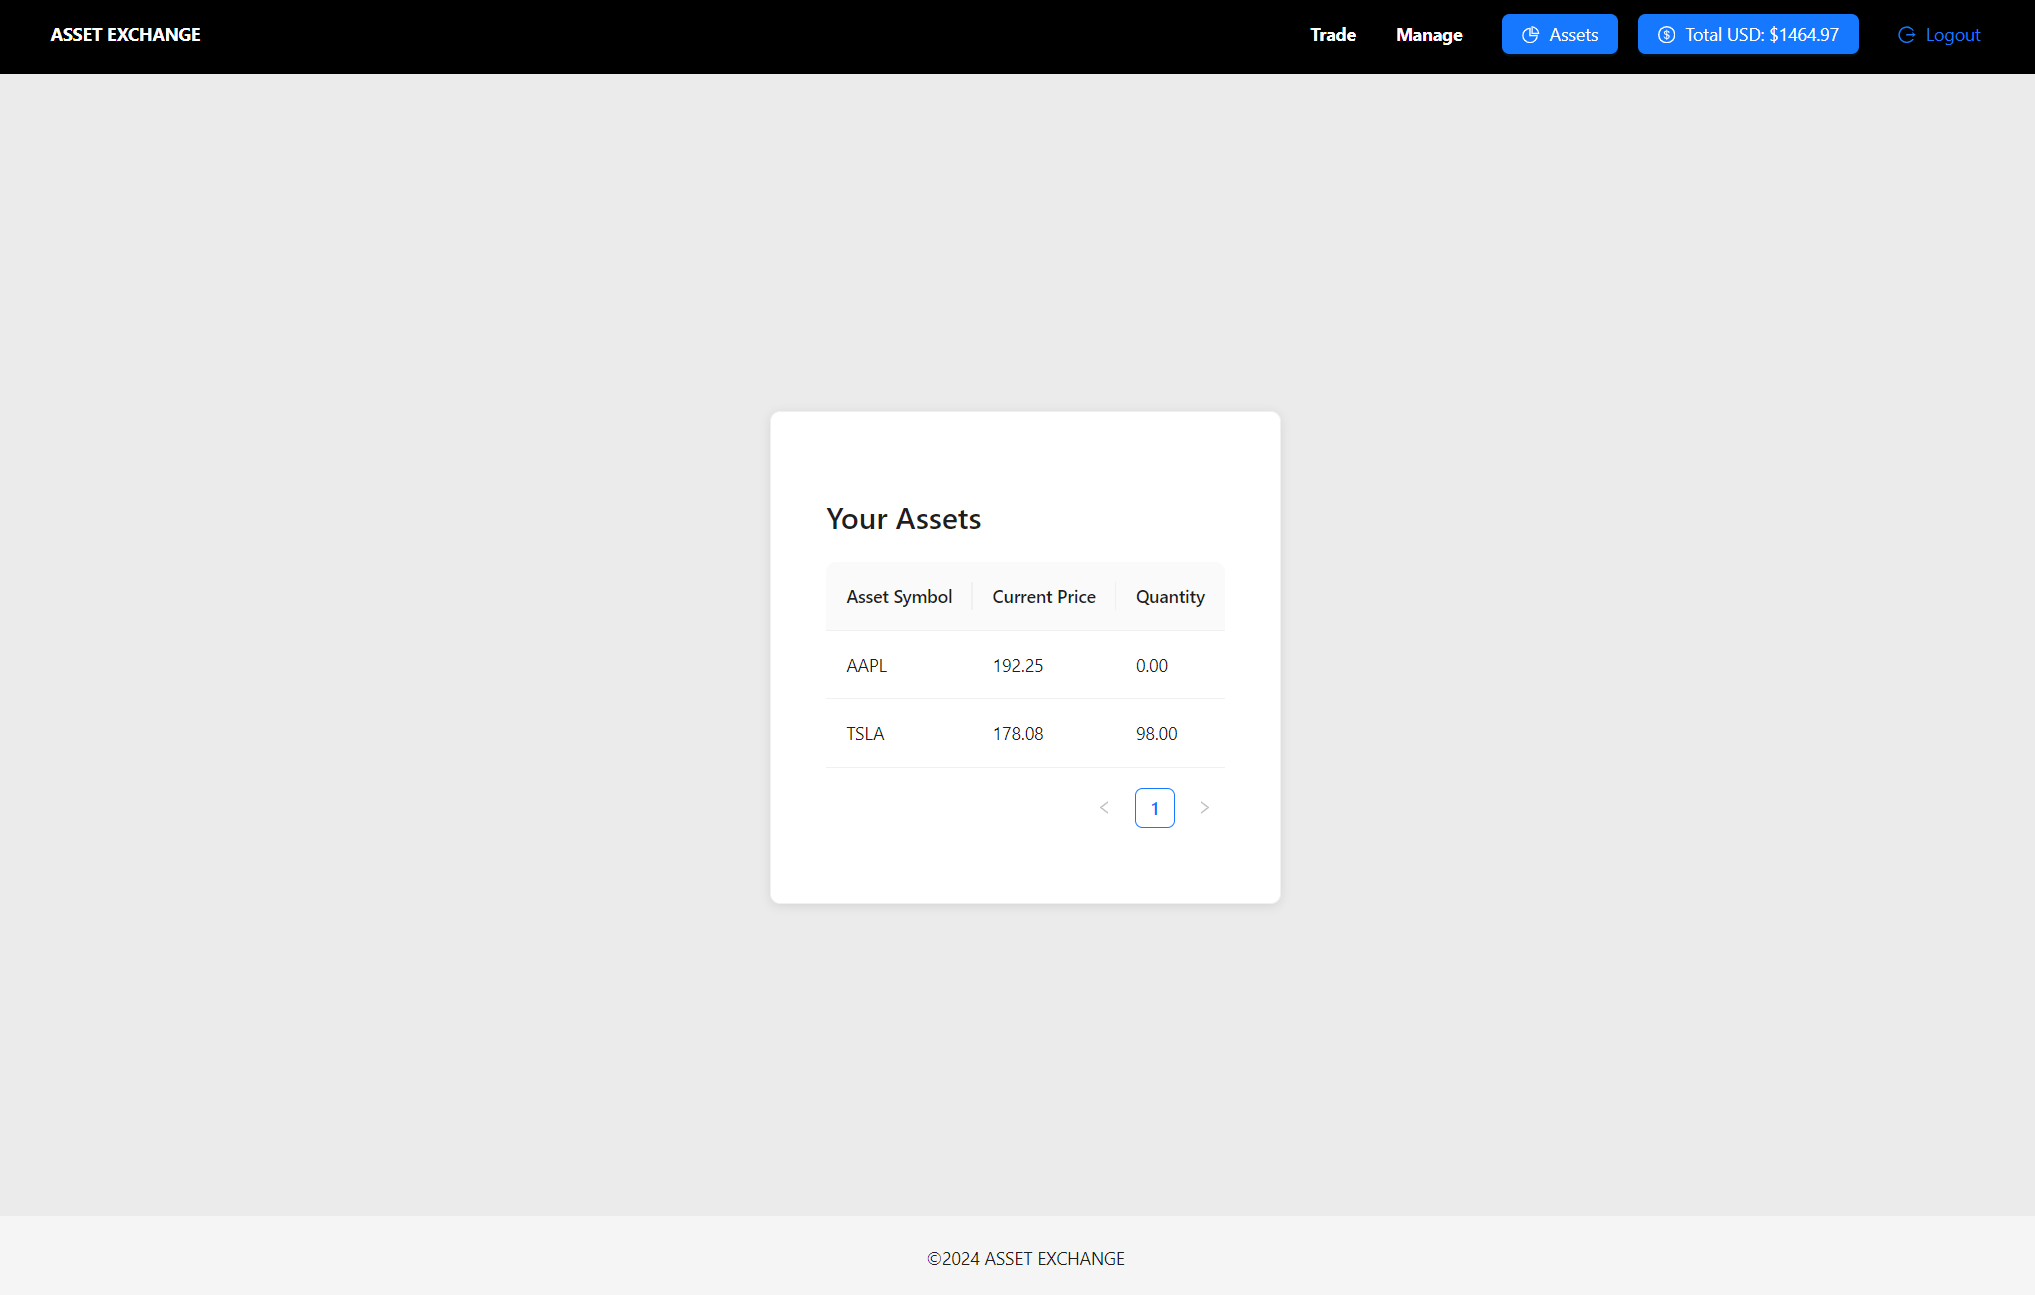 ASSET EXCHANGE
Trade Manage Assets Total USD: $1464.97 Logout
Your Assets
Asset Symbol Current Price Quantity
AAPL 192.25 0.00
TSLA 178.08 98.00
< 1 >
©2024 ASSET EXCHANGE